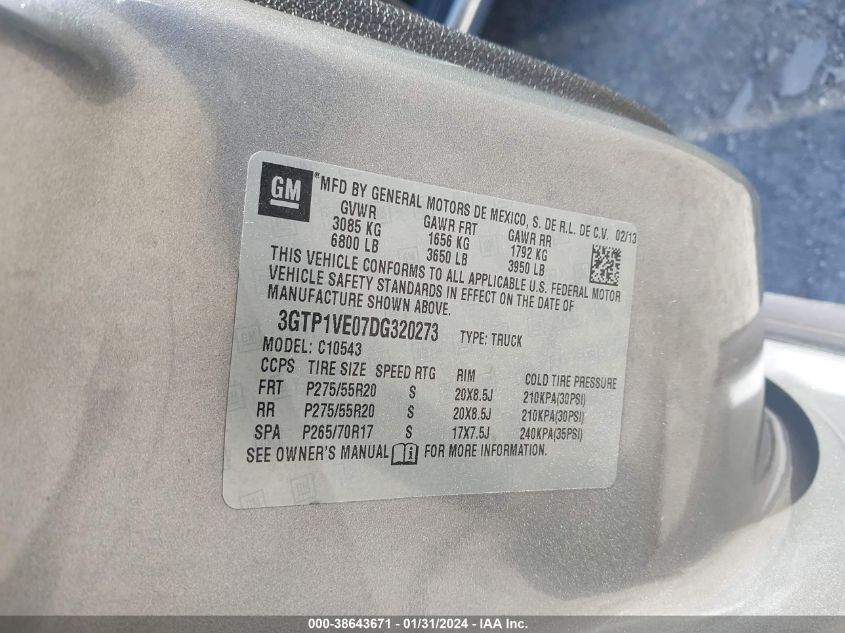 GM ® MFD BY GENERAL MOTORS DE MEXICO, S. DE R.L. DE C.V. 02/13
GVWR GAWR FRT GAWR RR
3085 KG 1656 KG 1792 KG
6800 LB 3650 LB 3950 LB
THIS VEHICLE CONFORMS TO ALL APPLICABLE U.S. FEDERAL MOTOR
VEHICLE SAFETY STANDARDS IN EFFECT ON THE DATE OF
MANUFACTURE SHOWN ABOVE.
3GTP1VE07DG320273 TYPE: TRUCK
MODEL: C10543
CCPS TIRE SIZE SPEED RTG RIM COLD TIRE PRESSURE
FRT P275/55R20 S 20X8.5J 210KPA(30PSI)
RR P275/55R20 S 20X8.5J 210KPA(30PSI)
SPA P265/70R17 S 17X7.5J 240KPA(35PSI)
SEE OWNER'S MANUAL FOR MORE INFORMATION.
000-38643671 / 01/31/2024 - IAA Inc.